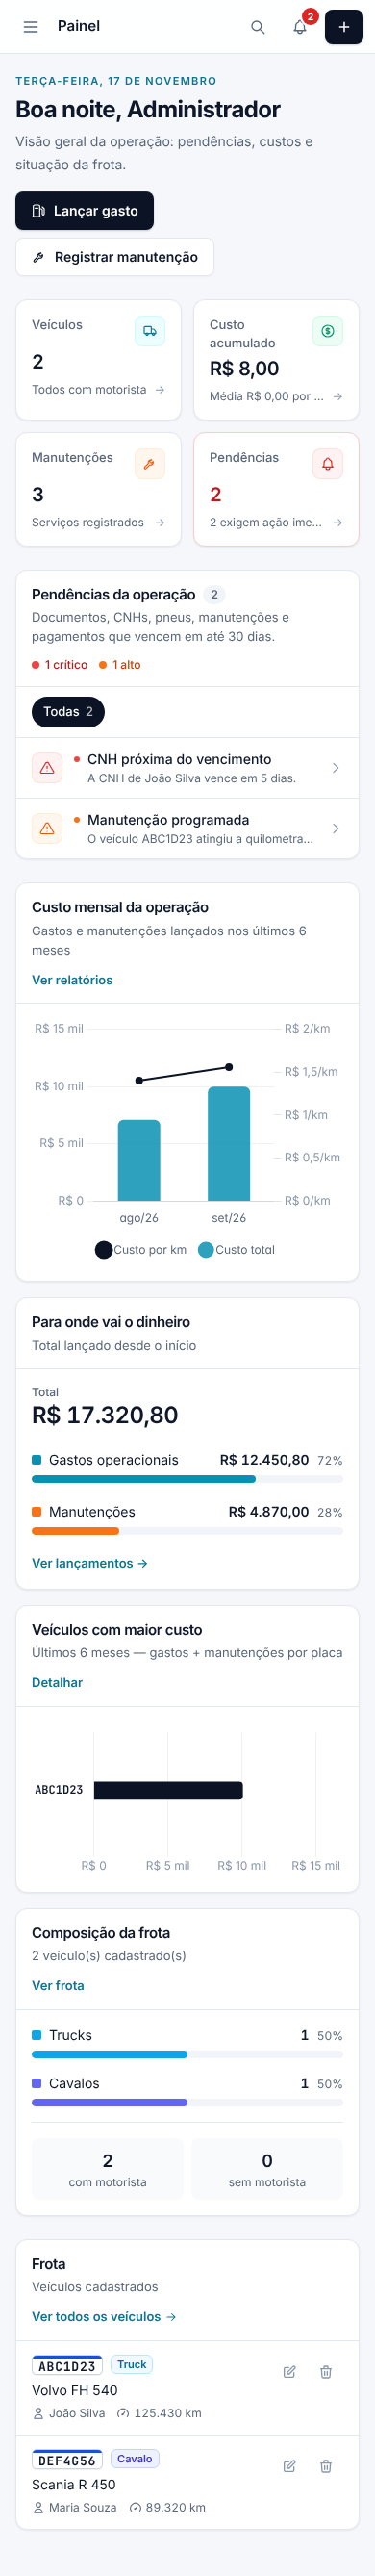 Painel
2
TERÇA-FEIRA, 17 DE NOVEMBRO
Boa noite, Administrador
Visão geral da operação: pendências, custos e
situação da frota.
Lançar gasto
Registrar manutenção
Veículos
2
Todos com motorista →
Custo
acumulado
R$ 8,00
Média R$ 0,00 por ... →
Manutenções
3
Serviços registrados →
Pendências
2
2 exigem ação ime... →
Pendências da operação 2
Documentos, CNHs, pneus, manutenções e
pagamentos que vencem em até 30 dias.
1 crítico 1 alto
Todas 2
CNH próxima do vencimento
A CNH de João Silva vence em 5 dias.
Manutenção programada
O veículo ABC1D23 atingiu a quilometra...
Custo mensal da operação
Gastos e manutenções lançados nos últimos 6
meses
Ver relatórios
R$ 15 mil R$ 2/km
R$ 1,5/km
R$ 10 mil
R$ 1/km
R$ 5 mil
R$ 0,5/km
R$ 0 R$ 0/km
ago/26 set/26
Custo por km Custo total
Para onde vai o dinheiro
Total lançado desde o início
Total
R$ 17.320,80
Gastos operacionais R$ 12.450,80 72%
Manutenções R$ 4.870,00 28%
Ver lançamentos →
Veículos com maior custo
Últimos 6 meses — gastos + manutenções por placa
Detalhar
ABC1D23
R$ 0 R$ 5 mil R$ 10 mil R$ 15 mil
Composição da frota
2 veículo(s) cadastrado(s)
Ver frota
Trucks 1 50%
Cavalos 1 50%
2
com motorista
0
sem motorista
Frota
Veículos cadastrados
Ver todos os veículos →
ABC1D23 Truck
Volvo FH 540
João Silva 125.430 km
DEF4G56 Cavalo
Scania R 450
Maria Souza 89.320 km